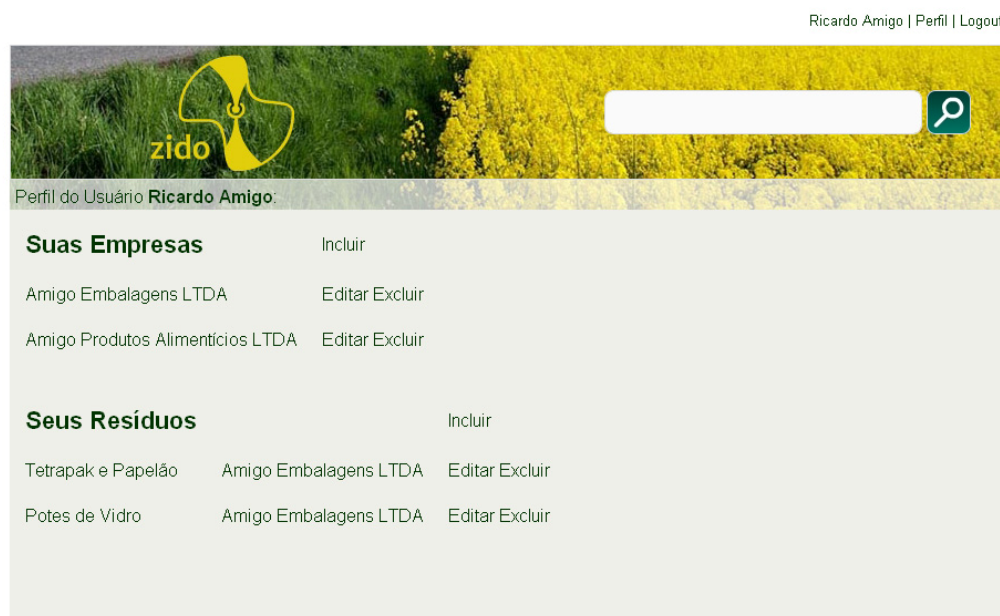 Ricardo Amigo | Perfil | Logout
zido
Perfil do Usuário Ricardo Amigo:
Suas Empresas Incluir
Amigo Embalagens LTDA Editar Excluir
Amigo Produtos Alimentícios LTDA Editar Excluir
Seus Resíduos Incluir
Tetrapak e Papelão Amigo Embalagens LTDA Editar Excluir
Potes de Vidro Amigo Embalagens LTDA Editar Excluir